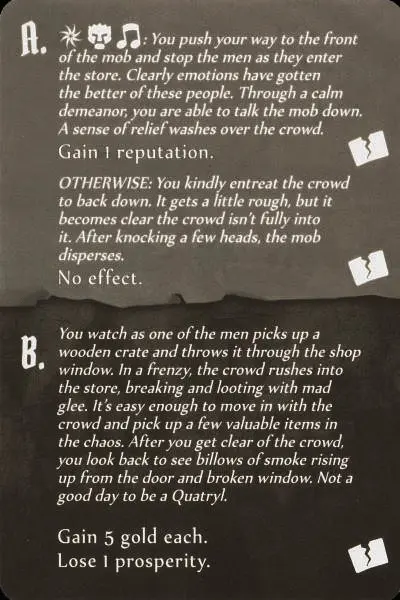 A. : You push your way to the front
of the mob and stop the men as they enter
the store. Clearly emotions have gotten
the better of these people. Through a calm
demeanor, you are able to talk the mob down.
A sense of relief washes over the crowd.
Gain 1 reputation.
OTHERWISE: You kindly entreat the crowd
to back down. It gets a little rough, but it
becomes clear the crowd isn't fully into
it. After knocking a few heads, the mob
disperses.
No effect.
B. You watch as one of the men picks up a
wooden crate and throws it through the shop
window. In a frenzy, the crowd rushes into
the store, breaking and looting with mad
glee. It's easy enough to move in with the
crowd and pick up a few valuable items in
the chaos. After you get clear of the crowd,
you look back to see billows of smoke rising
up from the door and broken window. Not a
good day to be a Quatryl.
Gain 5 gold each.
Lose 1 prosperity.